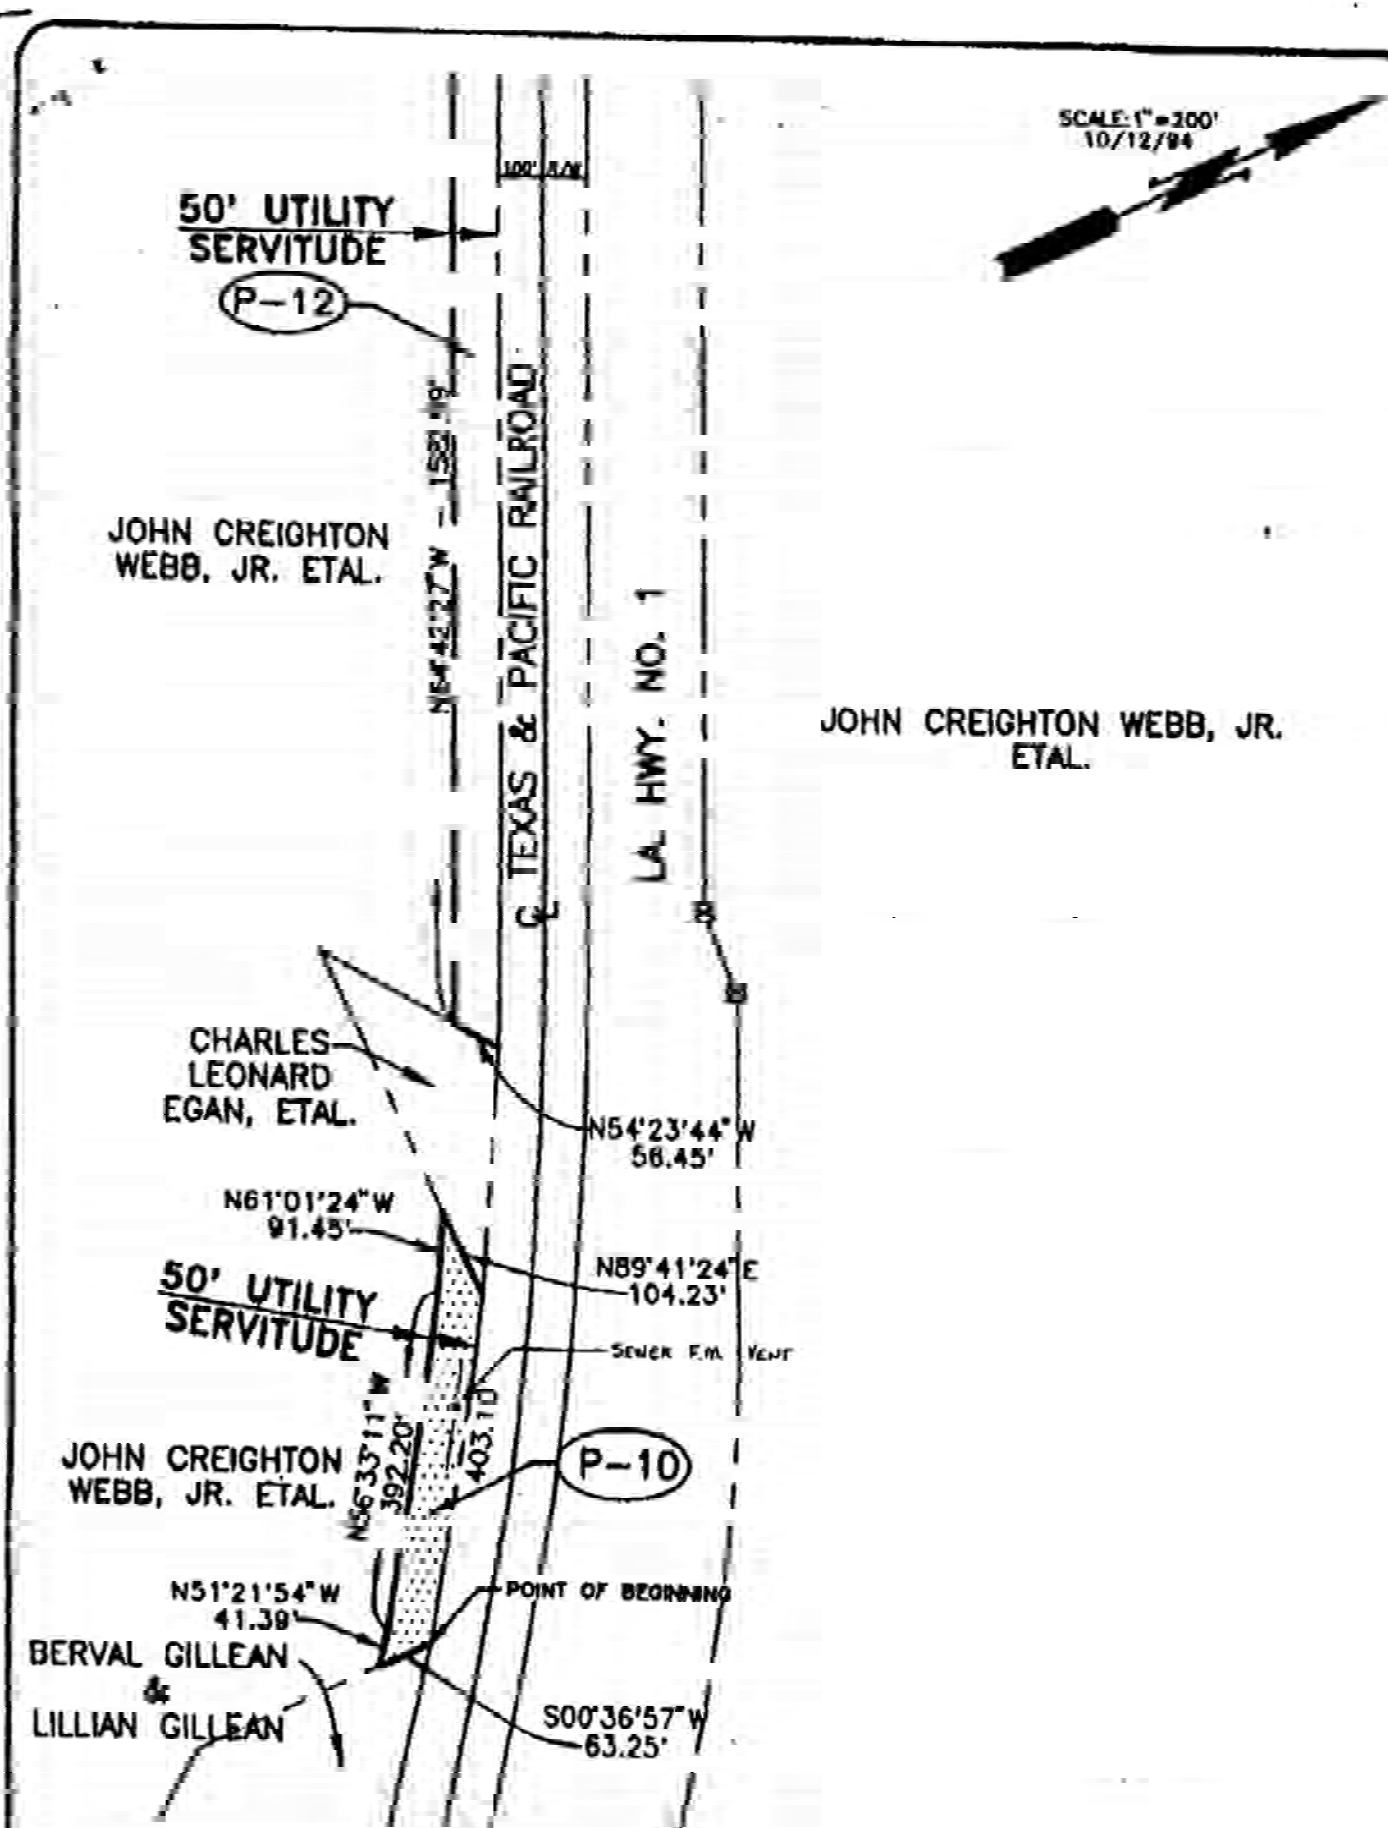 SCALE: 1" = 200'
10/12/94
100' R/W
50' UTILITY
SERVITUDE
P-12
TEXAS & PACIFIC RAILROAD
JOHN CREIGHTON
WEBB, JR. ETAL.
LA. HWY. NO. 1
JOHN CREIGHTON WEBB, JR.
ETAL.
CHARLES
LEONARD
EGAN, ETAL.
N54°23'44" W
58.45'
N61°01'24" W
91.45'
N89°41'24" E
104.23'
50' UTILITY
SERVITUDE
SEWER F.M. VENT
N56°33'11" W
392.20'
403.10
JOHN CREIGHTON
WEBB, JR. ETAL.
P-10
N51°21'54" W
41.39'
POINT OF BEGINNING
BERVAL GILLEAN
&
LILLIAN GILLEAN
S00°36'57" W
63.25'